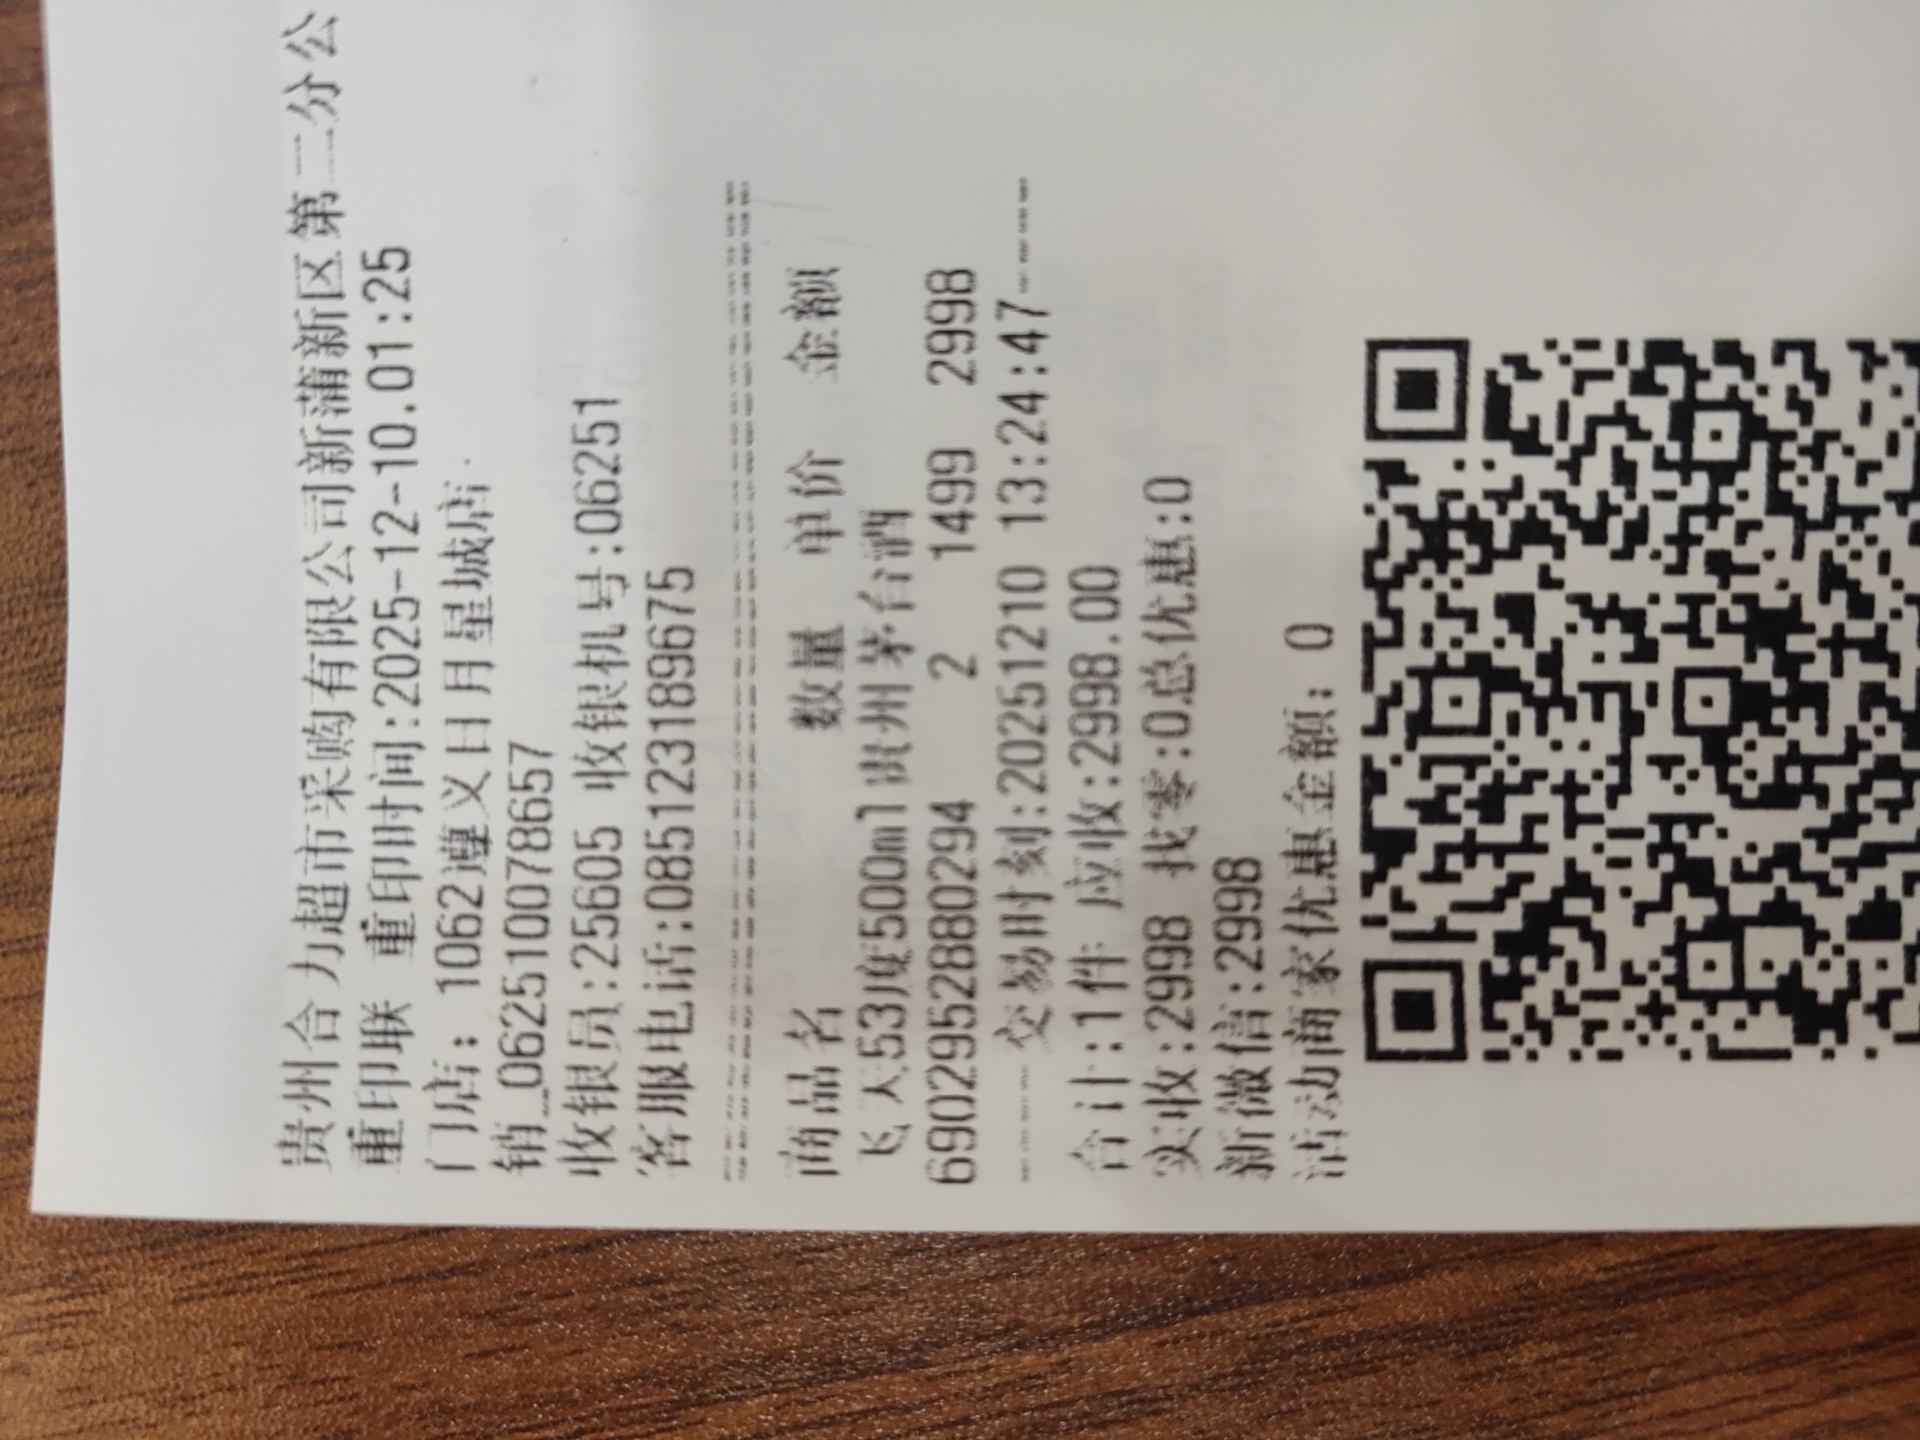 贵州合力超市采购有限公司新蒲新区第二分公
重印联 重印时间:2025-12-10.01:25
门店: 1062遵义日月星城店
销_062510078657
收银员:25605 收银机号:06251
客服电话:085123189675
商品名 数量 单价 金额
飞天53度500ml贵州茅台酒
6902952880294 2 1499 2998
---- 交易时刻:20251210 13:24:47----
合计:1件 应收:2998.00
实收:2998 找零:0总优惠:0
新微信:2998
活动商家优惠金额: 0